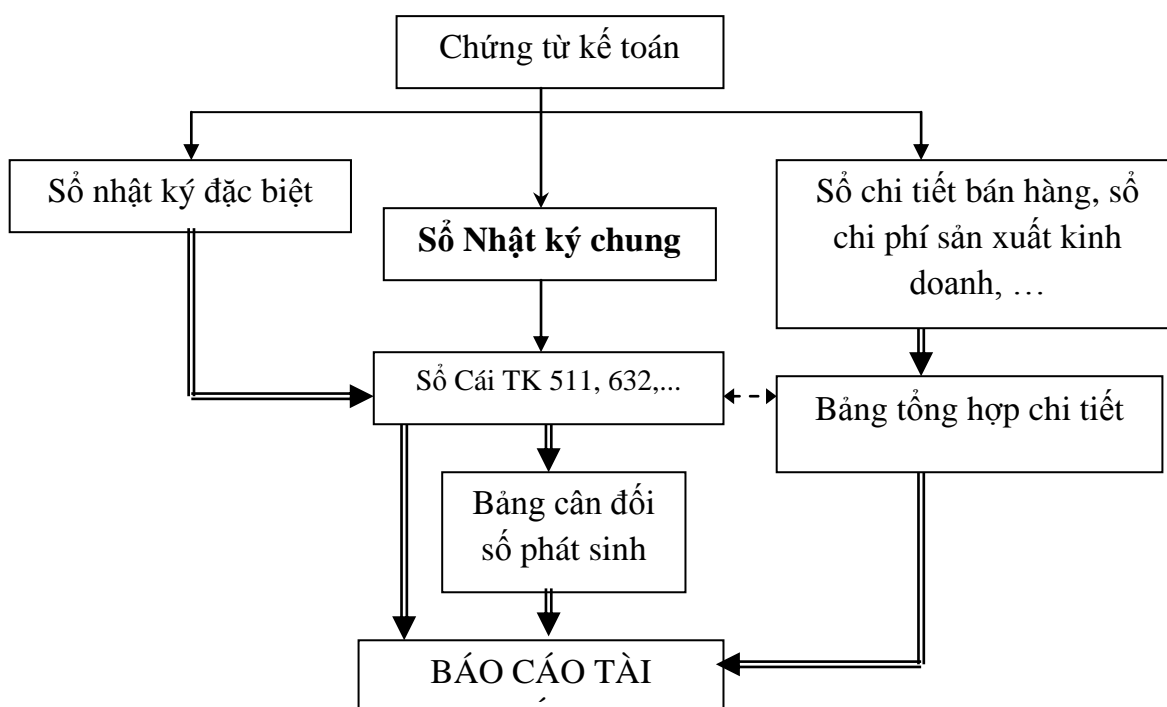 Chứng từ kế toán
Sổ nhật ký đặc biệt
Sổ Nhật ký chung
Sổ chi tiết bán hàng, sổ
chi phí sản xuất kinh
doanh, …
Sổ Cái TK 511, 632,...
Bảng tổng hợp chi tiết
Bảng cân đối
số phát sinh
BÁO CÁO TÀI